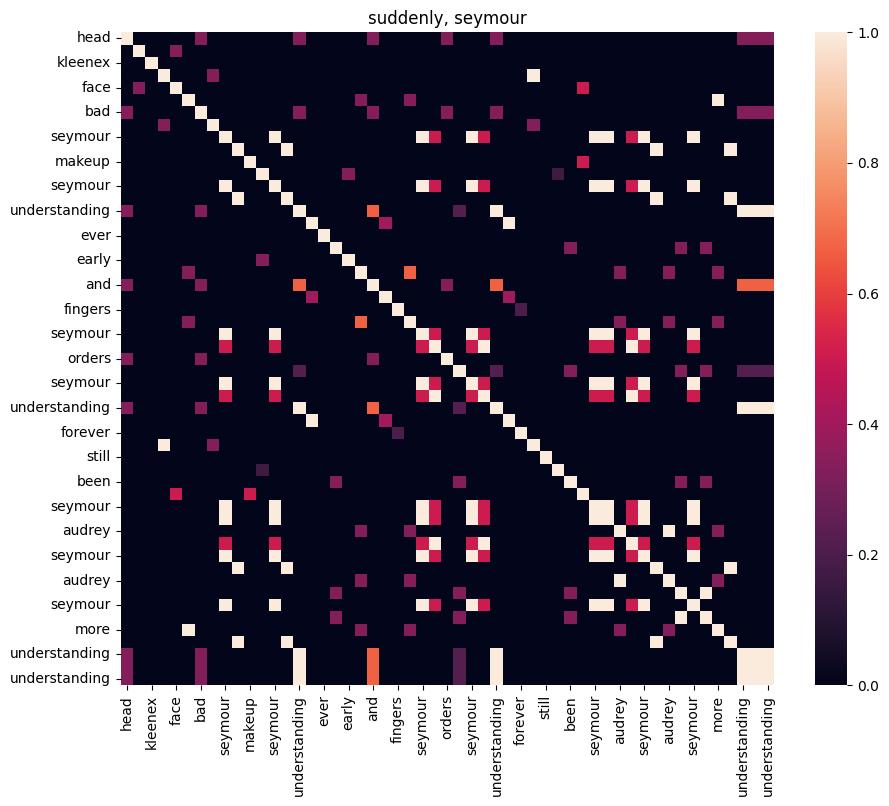 suddenly, seymour
head
kleenex
face
bad
seymour
makeup
seymour
understanding
ever
early
and
fingers
seymour
orders
seymour
understanding
forever
still
been
seymour
audrey
seymour
audrey
seymour
more
understanding
understanding
head
kleenex
face
bad
seymour
makeup
seymour
understanding
ever
early
and
fingers
seymour
orders
seymour
understanding
forever
still
been
seymour
audrey
seymour
audrey
seymour
more
understanding
understanding
1.0
0.8
0.6
0.4
0.2
0.0